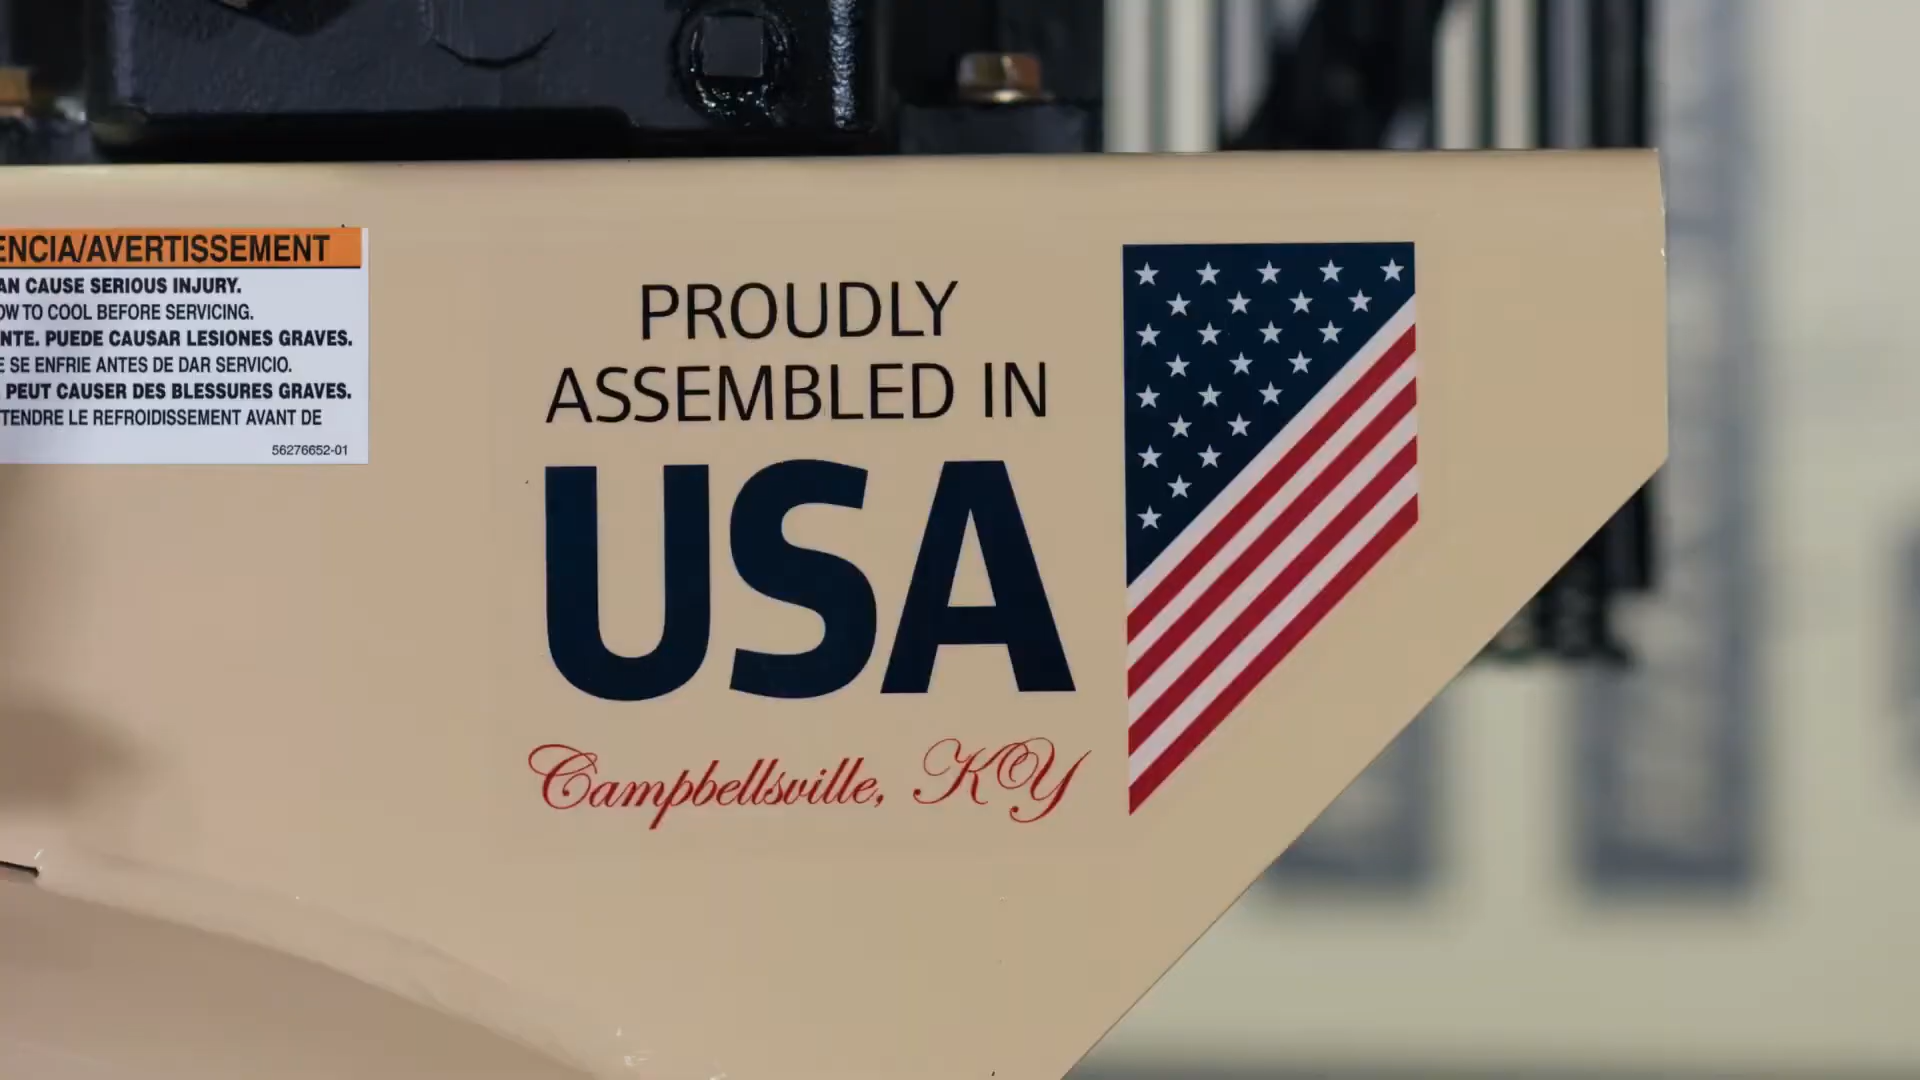 ENCIA/AVERTISSEMENT
AN CAUSE SERIOUS INJURY.
OW TO COOL BEFORE SERVICING.
NTE. PUEDE CAUSAR LESIONES GRAVES.
E SE ENFRIE ANTES DE DAR SERVICIO.
PEUT CAUSER DES BLESSURES GRAVES.
TENDRE LE REFROIDISSEMENT AVANT DE
56276652-01
PROUDLY
ASSEMBLED IN
USA
Campbellsville, KY